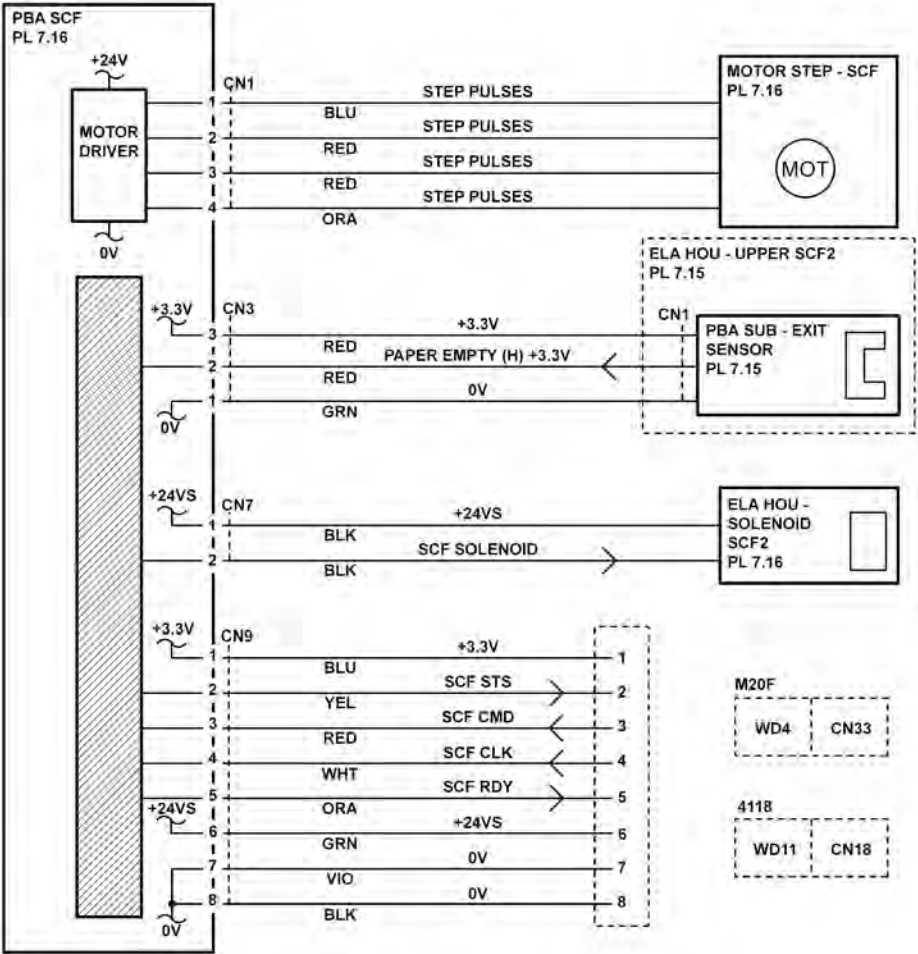 PBA SCF
PL 7.16
+24V
MOTOR
DRIVER
0V
CN1
1
BLU
STEP PULSES
2
RED
STEP PULSES
3
RED
STEP PULSES
4
ORA
STEP PULSES
MOTOR STEP - SCF
PL 7.16
MOT
ELA HOU - UPPER SCF2
PL 7.15
CN1
PBA SUB - EXIT
SENSOR
PL 7.15
+3.3V
CN3
3
RED
+3.3V
2
RED
PAPER EMPTY (H) +3.3V
1
GRN
0V
0V
+24VS
CN7
1
BLK
+24VS
2
BLK
SCF SOLENOID
ELA HOU -
SOLENOID
SCF2
PL 7.16
+3.3V
CN9
1
BLU
+3.3V
1
2
YEL
SCF STS
2
3
RED
SCF CMD
3
4
WHT
SCF CLK
4
5
ORA
SCF RDY
5
+24VS
6
GRN
+24VS
6
7
VIO
0V
7
8
BLK
0V
8
0V
M20F
WD4 CN33
4118
WD11 CN18